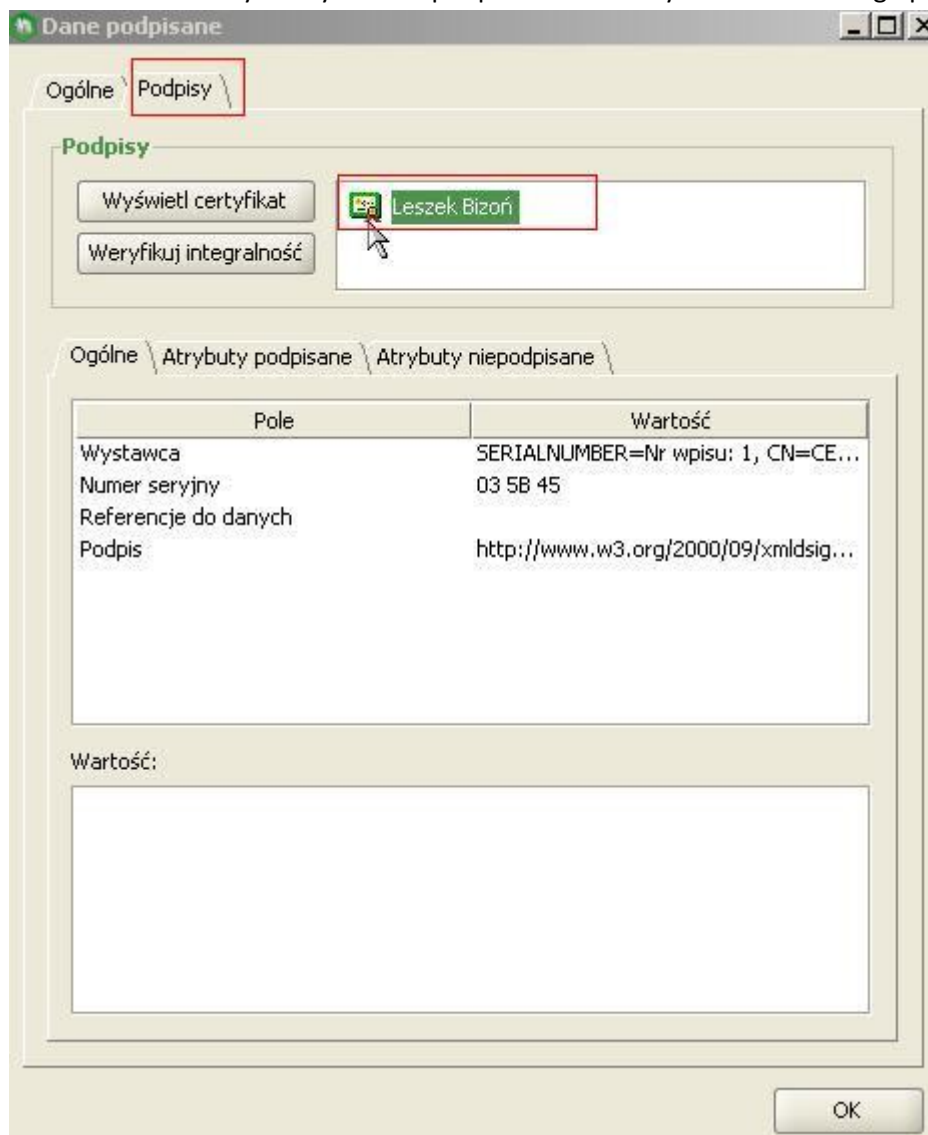 Dane podpisane
Ogólne Podpisy
Podpisy
Wyświetl certyfikat
Leszek Bizoń
Weryfikuj integralność
Ogólne Atrybuty podpisane Atrybuty niepodpisane
Pole Wartość
Wystawca SERIALNUMBER=Nr wpisu: 1, CN=CE...
Numer seryjny 03 5B 45
Referencje do danych
Podpis http://www.w3.org/2000/09/xmldsig...
Wartość:
OK